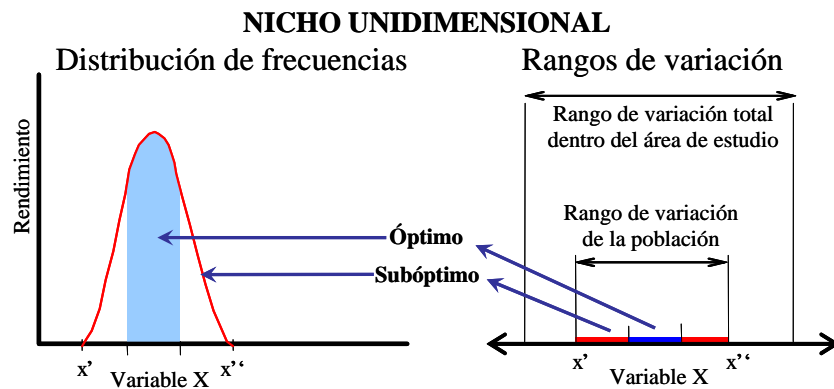 NICHO UNIDIMENSIONAL
Distribución de frecuencias
Rendimiento
x’
Variable X
x’‘
Óptimo
Subóptimo
Rangos de variación
Rango de variación total
dentro del área de estudio
Rango de variación
de la población
x’
Variable X
x’‘